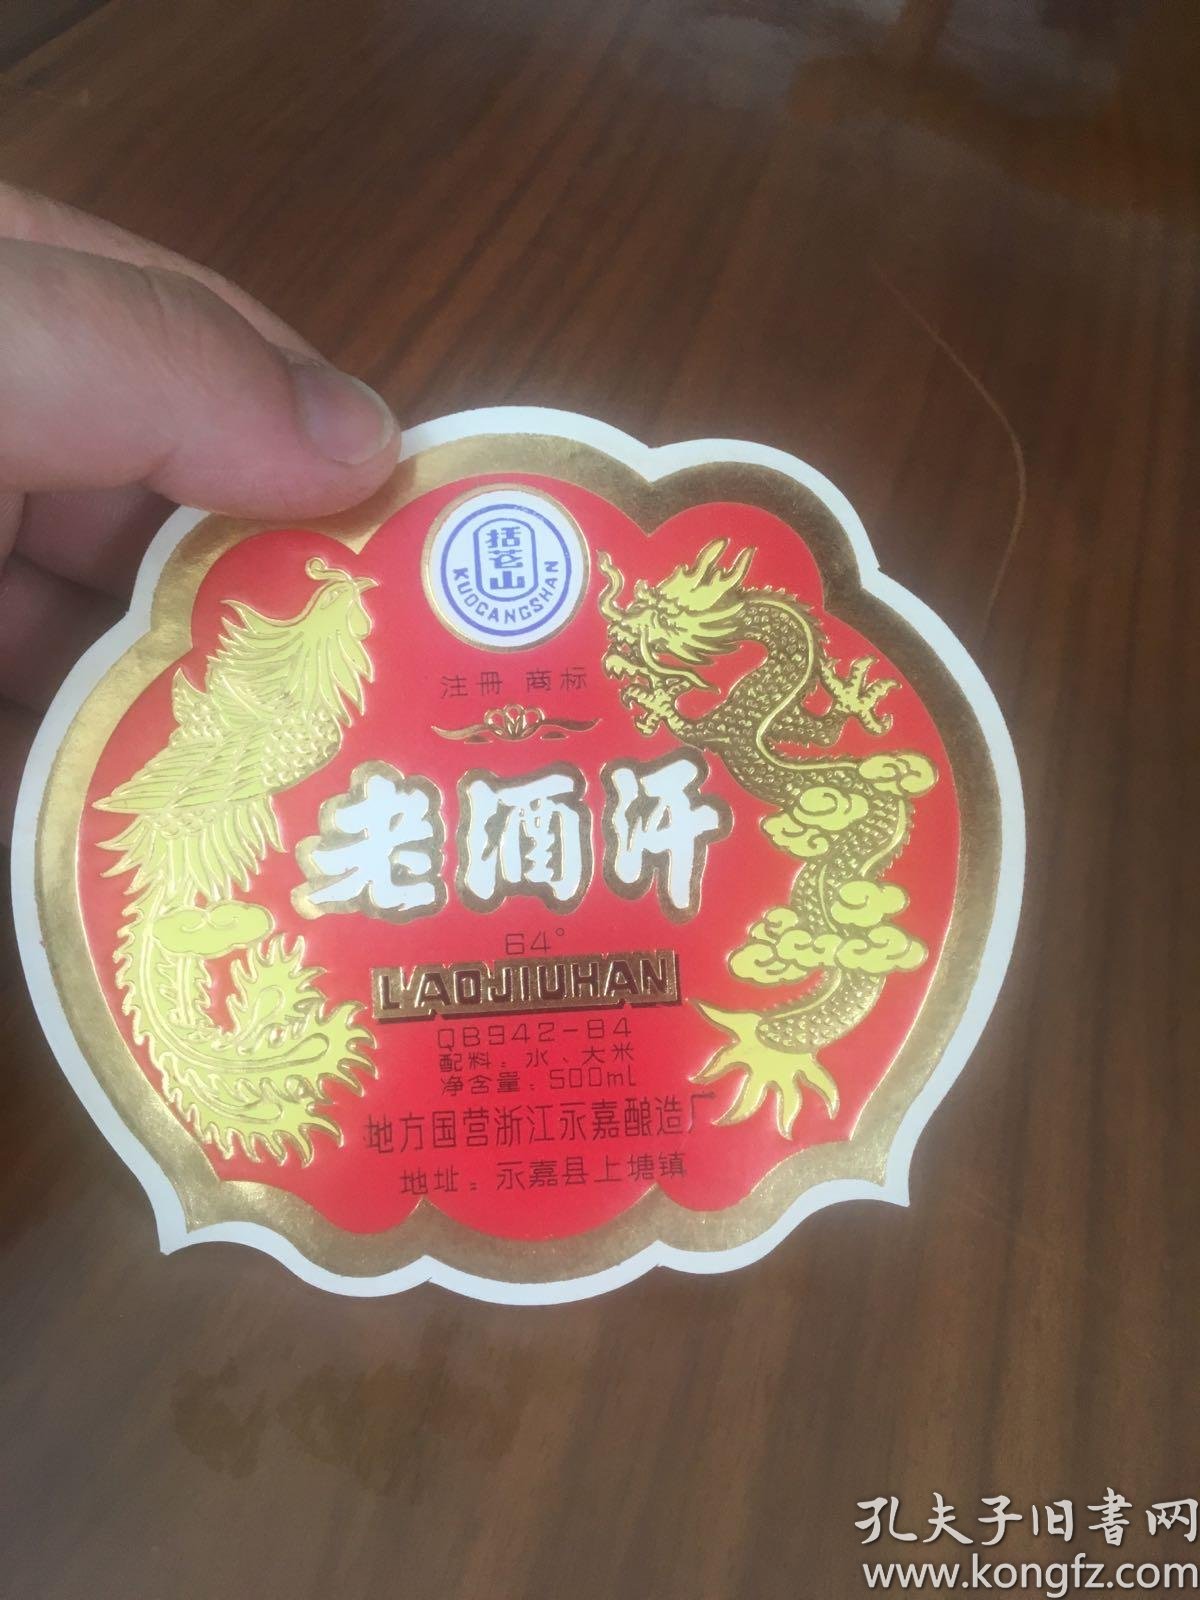 括苍山
KUOCANGSHAN
注册 商标
老酒汗
64°
LAOJIUHAN
QB942-84
配料：水、大米
净含量：500mL
地方国营浙江永嘉酿造厂
地址：永嘉县上塘镇
孔夫子旧书网
www.kongfz.com